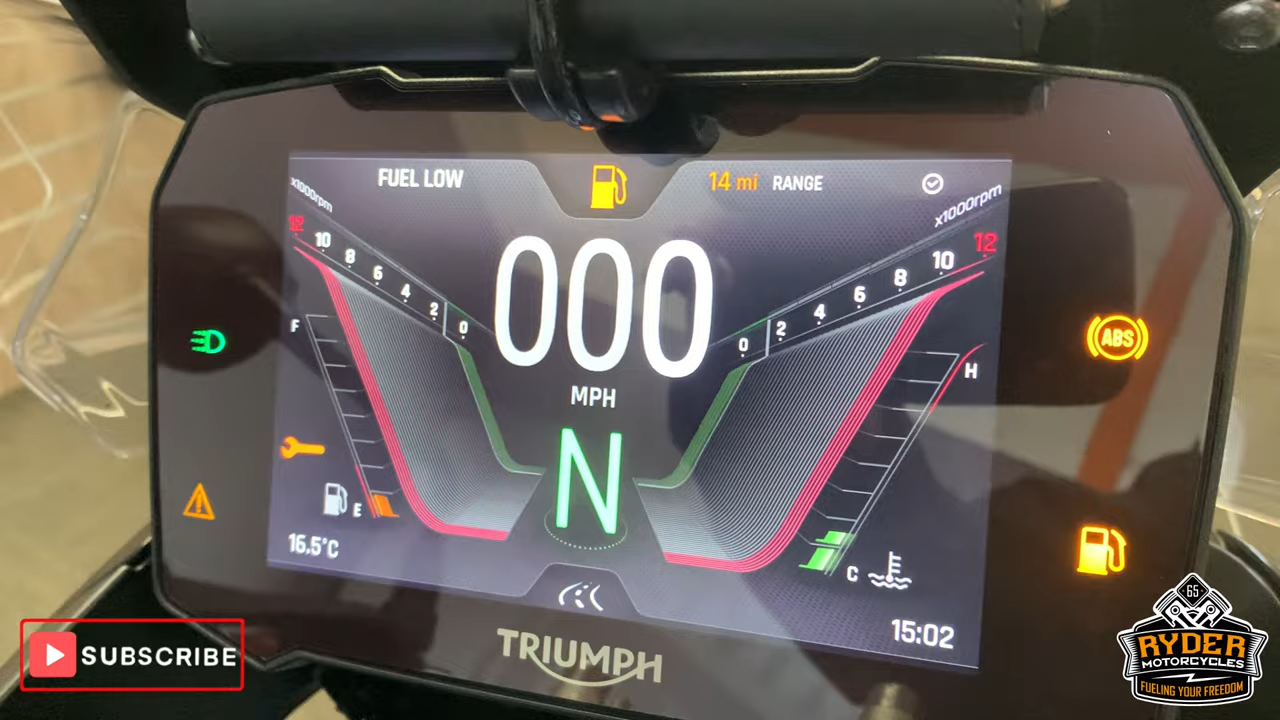 FUEL LOW
14 mi RANGE
x1000rpm
x1000rpm
12 10 8 6 4 2 0
0 2 4 6 8 10 12
000
MPH
N
F
E
H
C
ABS
16.5°C
15:02
TRIUMPH
SUBSCRIBE
65
RYDER
MOTORCYCLES
FUELING YOUR FREEDOM